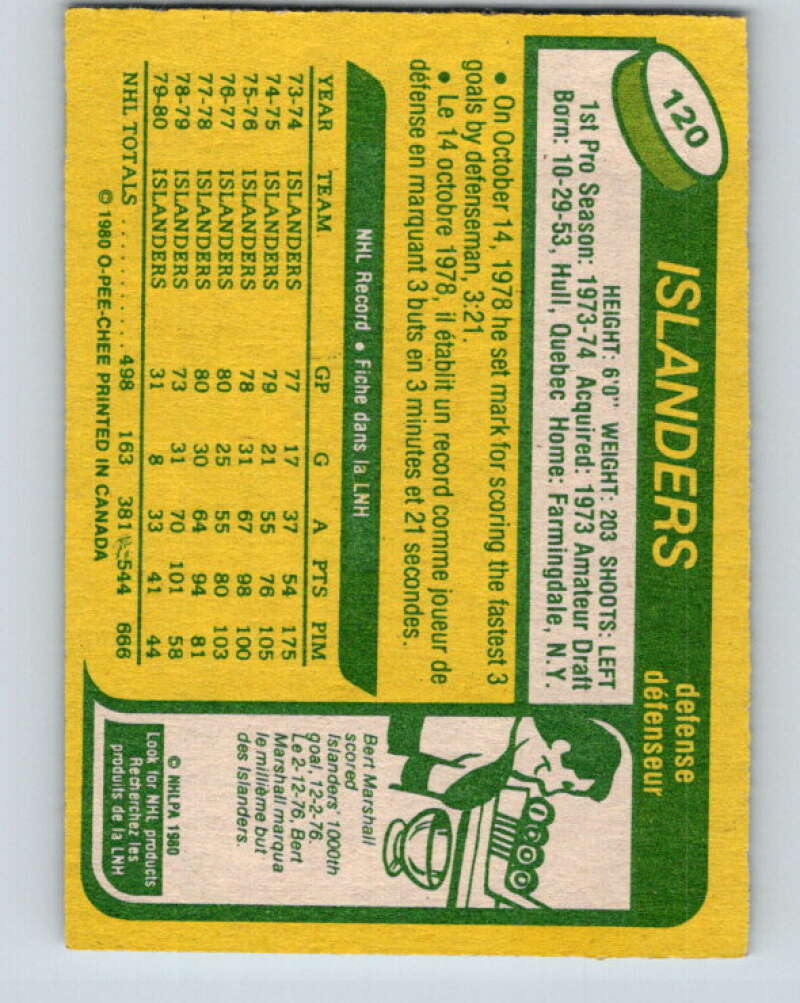 120
ISLANDERS
defense
défenseur
HEIGHT: 6'0" WEIGHT: 203 SHOOTS: LEFT
1st Pro Season: 1973-74 Acquired: 1973 Amateur Draft
Born: 10-29-53, Hull, Quebec Home: Farmingdale, N.Y.
• On October 14, 1978 he set mark for scoring the fastest 3
goals by defenseman, 3:21.
• Le 14 octobre 1978, il établit un record comme joueur de
défense en marquant 3 buts en 3 minutes et 21 secondes.
NHL Record • Fiche dans la LNH
YEAR TEAM GP G A PTS PIM
73-74 ISLANDERS 77 17 37 54 175
74-75 ISLANDERS 79 21 55 76 105
75-76 ISLANDERS 78 31 67 98 100
76-77 ISLANDERS 80 25 55 80 103
77-78 ISLANDERS 80 30 64 94 81
78-79 ISLANDERS 73 31 70 101 58
79-80 ISLANDERS 31 8 33 41 44
NHL TOTALS .......... 498 163 381 544 666
© 1980 O-PEE-CHEE PRINTED IN CANADA
1000
Bert Marshall
scored
Islanders' 1000th
goal, 12-2-76.
Le 2-12-76, Bert
Marshall marqua
le millième but
des Islanders.
© NHLPA 1980
Look for NHL products
Recherchez les
produits de la LNH